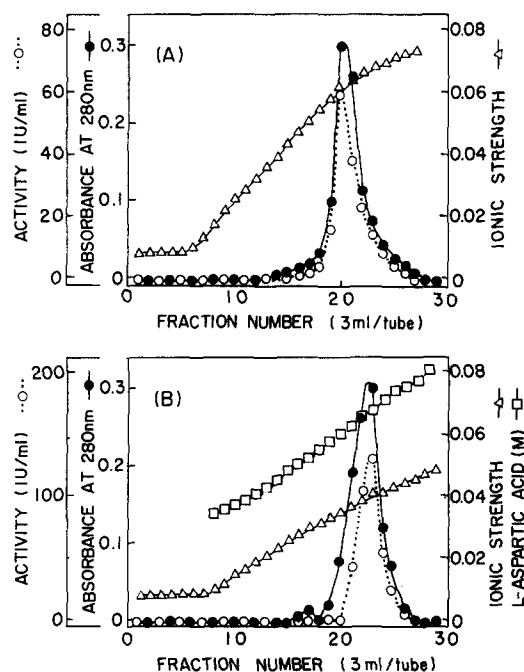 80
60
40
20
0
ACTIVITY (IU/ml) ··○··
0.3
0.2
0.1
0
ABSORBANCE AT 280nm
(A)
0.08
0.06
0.04
0.02
0
IONIC STRENGTH
0 10 20 30
FRACTION NUMBER (3ml/tube)
200
100
0
ACTIVITY (IU/ml) ··○··
0.3
0.2
0.1
0
ABSORBANCE AT 280nm
(B)
0.08
0.06
0.04
0.02
0
IONIC STRENGTH
L-ASPARTIC ACID (M)
0 10 20 30
FRACTION NUMBER (3ml/tube)